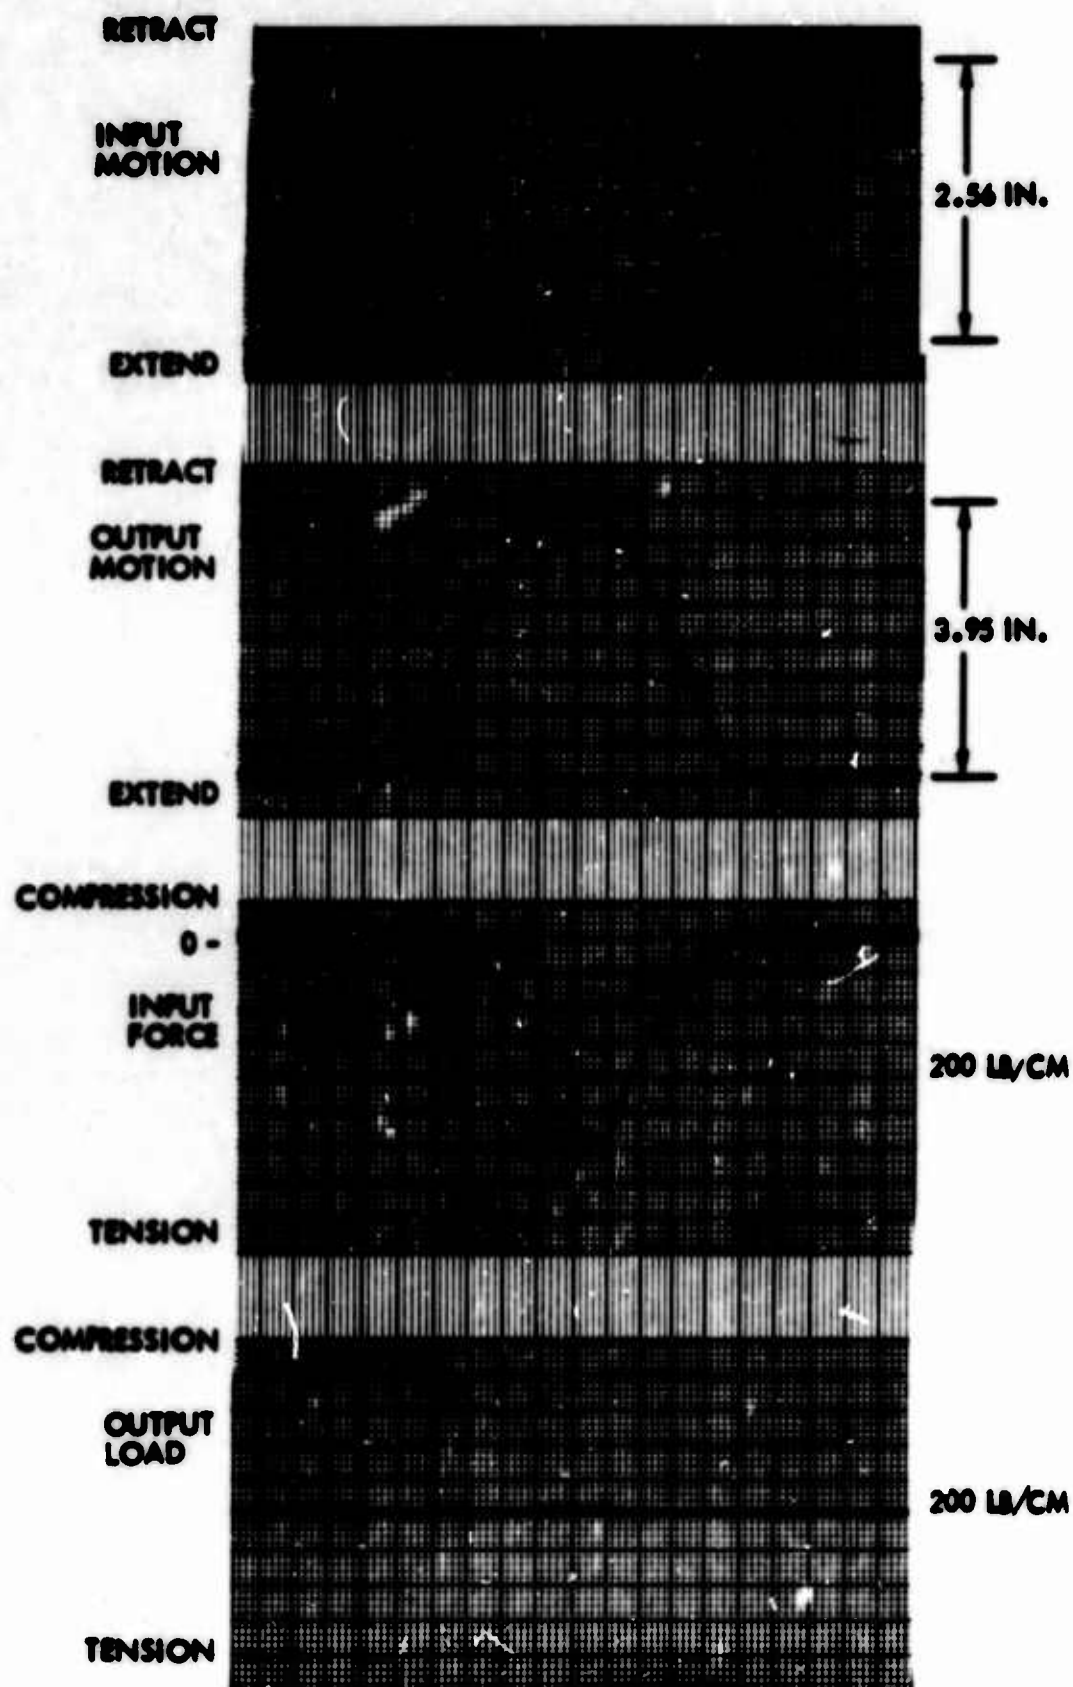 RETRACT
INPUT
MOTION
2.56 IN.
EXTEND
RETRACT
OUTPUT
MOTION
3.95 IN.
EXTEND
COMPRESSION
0 -
INPUT
FORCE
200 LB/CM
TENSION
COMPRESSION
OUTPUT
LOAD
200 LB/CM
TENSION